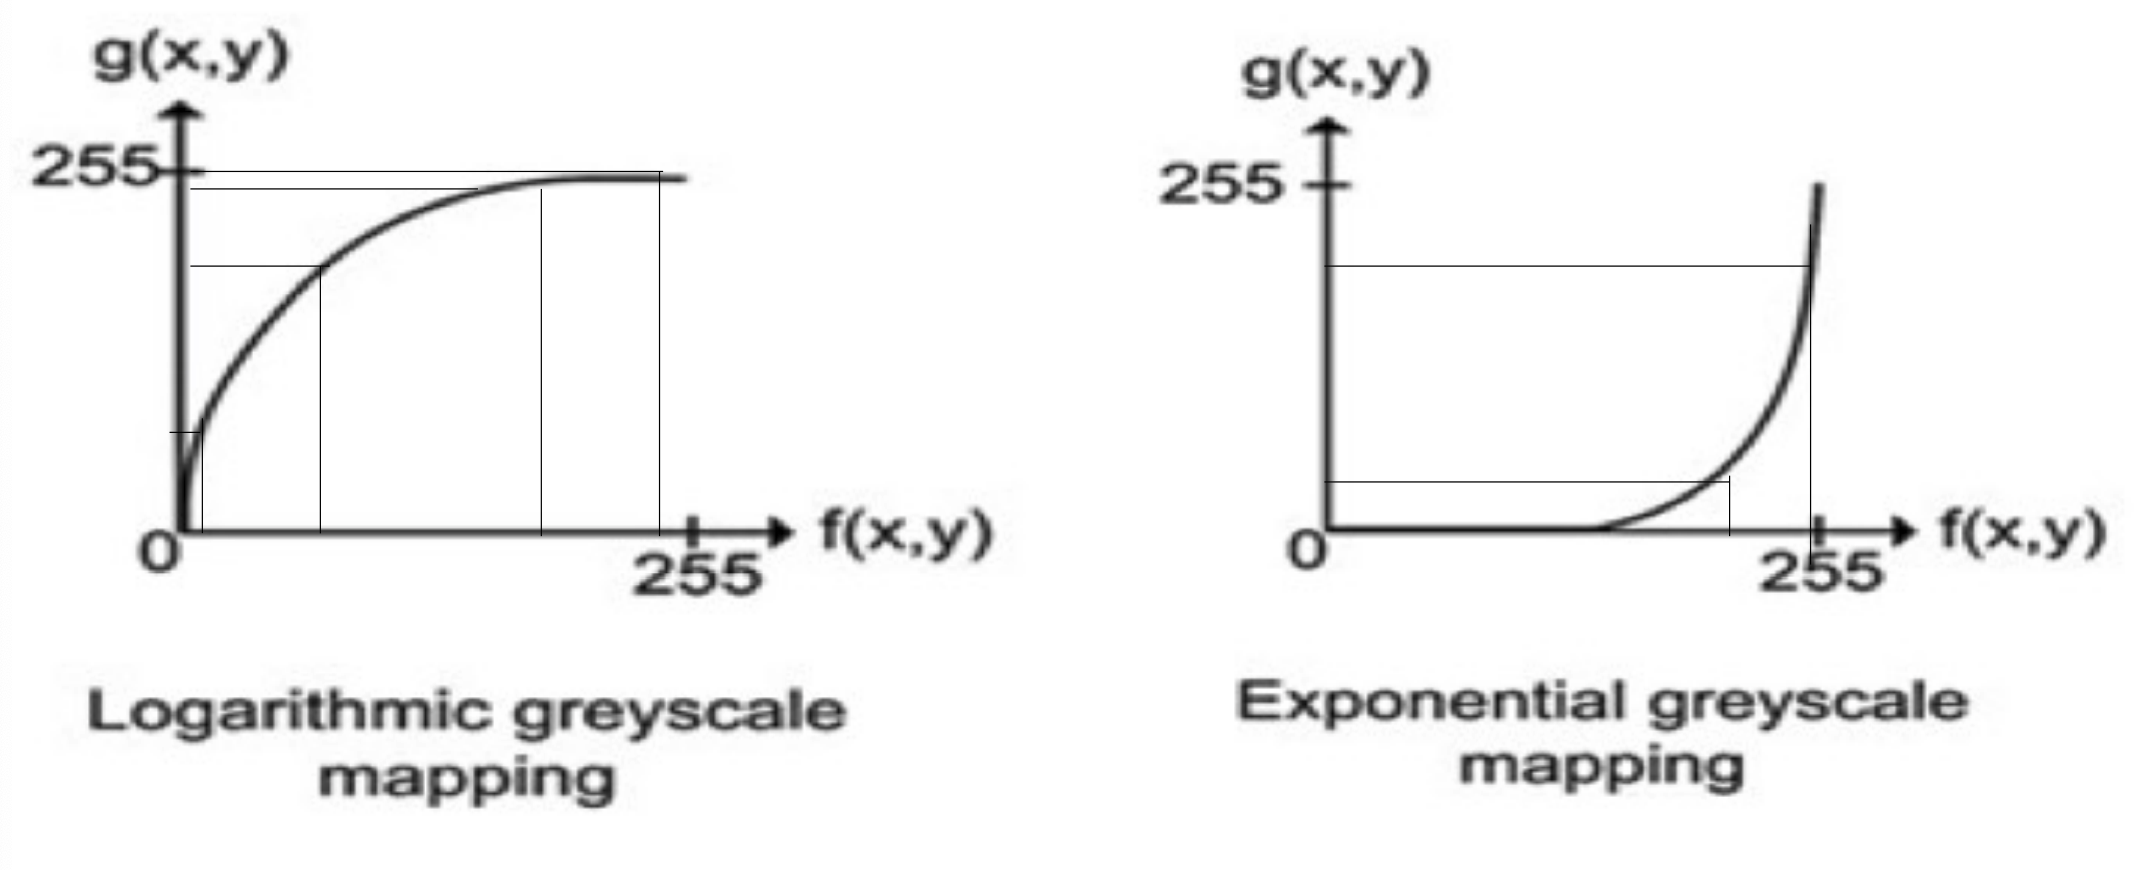 g(x,y)
255
0
255
f(x,y)
Logarithmic greyscale
mapping
g(x,y)
255
0
255
f(x,y)
Exponential greyscale
mapping